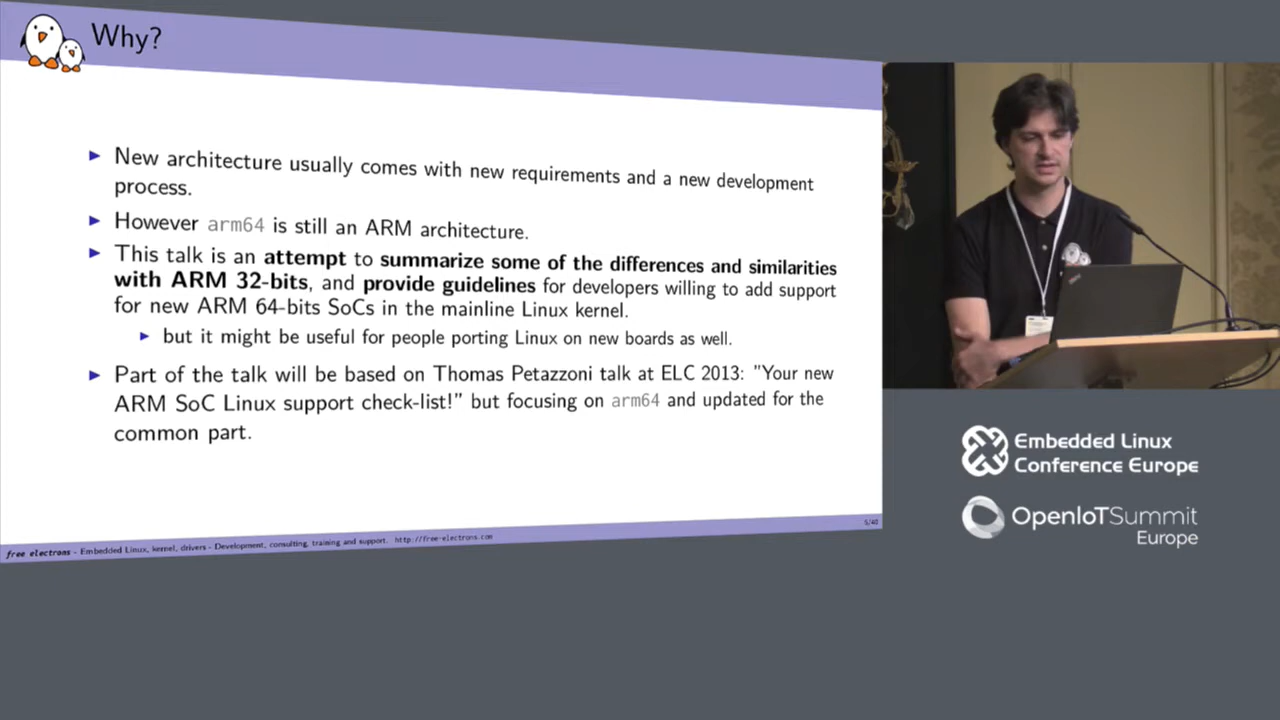 Why?
New architecture usually comes with new requirements and a new development
process.
However arm64 is still an ARM architecture.
This talk is an attempt to summarize some of the differences and similarities
with ARM 32-bits, and provide guidelines for developers willing to add support
for new ARM 64-bits SoCs in the mainline Linux kernel.
but it might be useful for people porting Linux on new boards as well.
Part of the talk will be based on Thomas Petazzoni talk at ELC 2013: "Your new
ARM SoC Linux support check-list!" but focusing on arm64 and updated for the
common part.
free electrons - Embedded Linux, kernel, drivers - Development, consulting, training and support. http://free-electrons.com
5/40
Embedded Linux
Conference Europe
OpenIoTSummit
Europe